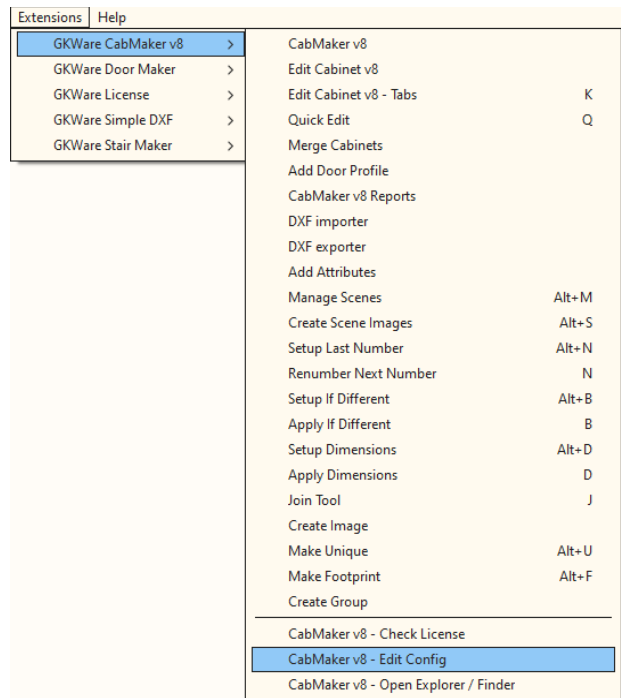 Extensions Help
GKWare CabMaker v8 >
GKWare Door Maker >
GKWare License >
GKWare Simple DXF >
GKWare Stair Maker >
CabMaker v8
Edit Cabinet v8
Edit Cabinet v8 - Tabs K
Quick Edit Q
Merge Cabinets
Add Door Profile
CabMaker v8 Reports
DXF importer
DXF exporter
Add Attributes
Manage Scenes Alt+M
Create Scene Images Alt+S
Setup Last Number Alt+N
Renumber Next Number N
Setup If Different Alt+B
Apply If Different B
Setup Dimensions Alt+D
Apply Dimensions D
Join Tool J
Create Image
Make Unique Alt+U
Make Footprint Alt+F
Create Group
CabMaker v8 - Check License
CabMaker v8 - Edit Config
CabMaker v8 - Open Explorer / Finder